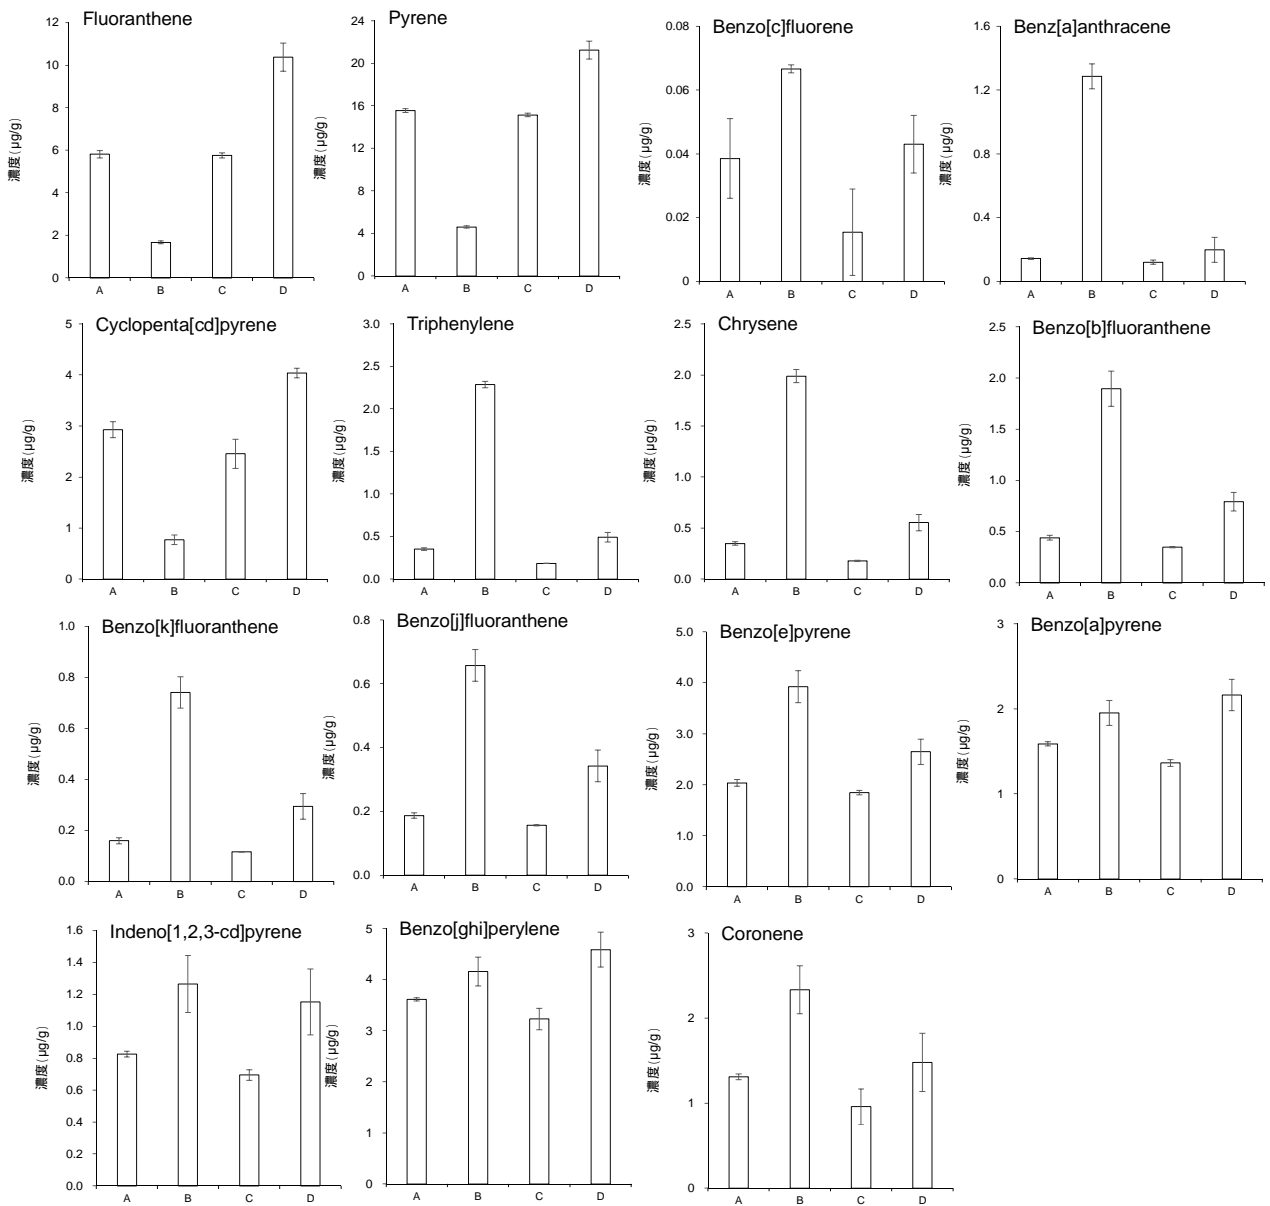 Fluoranthene
濃度(μg/g)
12
10
8
6
4
2
0
A B C D
Pyrene
濃度(μg/g)
24
20
16
12
8
4
0
A B C D
Benzo[c]fluorene
濃度(μg/g)
0.08
0.06
0.04
0.02
0
A B C D
Benz[a]anthracene
濃度(μg/g)
1.6
1.2
0.8
0.4
0
A B C D
Cyclopenta[cd]pyrene
濃度(μg/g)
5
4
3
2
1
0
A B C D
Triphenylene
濃度(μg/g)
3.0
2.5
2.0
1.5
1.0
0.5
0.0
A B C D
Chrysene
濃度(μg/g)
2.5
2.0
1.5
1.0
0.5
0.0
A B C D
Benzo[b]fluoranthene
濃度(μg/g)
2.5
2.0
1.5
1.0
0.5
0.0
A B C D
Benzo[k]fluoranthene
濃度(μg/g)
1.0
0.8
0.6
0.4
0.2
0.0
A B C D
Benzo[j]fluoranthene
濃度(μg/g)
0.8
0.6
0.4
0.2
0.0
A B C D
Benzo[e]pyrene
濃度(μg/g)
5.0
4.0
3.0
2.0
1.0
0.0
A B C D
Benzo[a]pyrene
濃度(μg/g)
3
2
1
0
A B C D
Indeno[1,2,3-cd]pyrene
濃度(μg/g)
1.6
1.4
1.2
1.0
0.8
0.6
0.4
0.2
0.0
A B C D
Benzo[ghi]perylene
濃度(μg/g)
5
4
3
2
1
0
A B C D
Coronene
濃度(μg/g)
3
2
1
0
A B C D